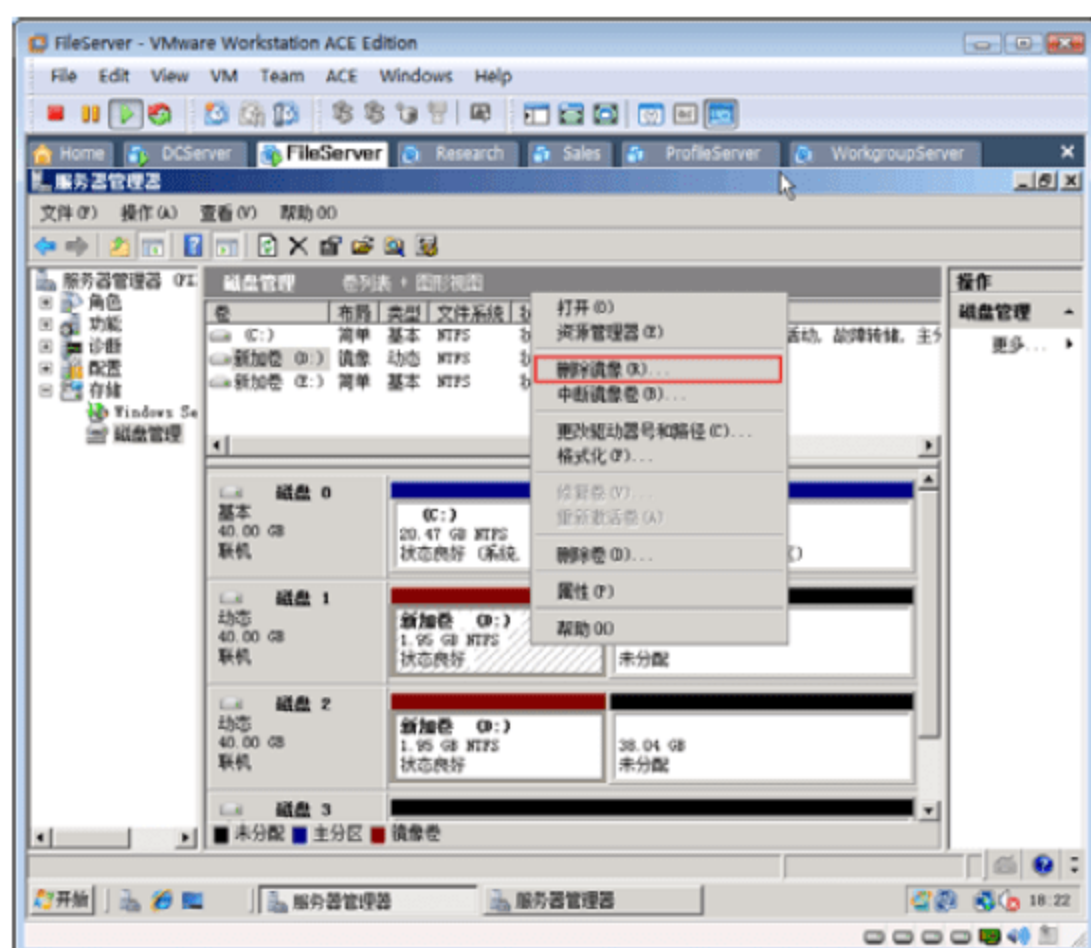 FileServer - VMware Workstation ACE Edition
File Edit View VM Team ACE Windows Help
Home DCServer FileServer Research Sales ProfileServer WorkgroupServer
服务器管理器
文件(F) 操作(A) 查看(V) 帮助(H)
服务器管理器 (FI
角色
功能
诊断
配置
存储
Windows Se
磁盘管理
磁盘管理 卷列表 + 图形视图
卷 布局 类型 文件系统
(C:) 简单 基本 NTFS 活动, 故障转储, 主分
新加卷 (D:) 镜像 动态 NTFS
新加卷 (E:) 简单 基本 NTFS
打开(O)
资源管理器(E)
删除镜像(R)...
中断镜像卷(B)...
更改驱动器号和路径(C)...
格式化(F)...
修复卷(V)...
重新激活卷(A)
删除卷(D)...
属性(P)
帮助(H)
磁盘 0
基本
40.00 GB
联机
(C:)
20.47 GB NTFS
状态良好 (系统,
磁盘 1
动态
40.00 GB
联机
新加卷 (D:)
1.95 GB NTFS
状态良好
未分配
磁盘 2
动态
40.00 GB
联机
新加卷 (D:)
1.95 GB NTFS
状态良好
38.04 GB
未分配
磁盘 3
未分配 主分区 镜像卷
操作
磁盘管理
更多...
开始 服务器管理器 服务器管理器 18:22